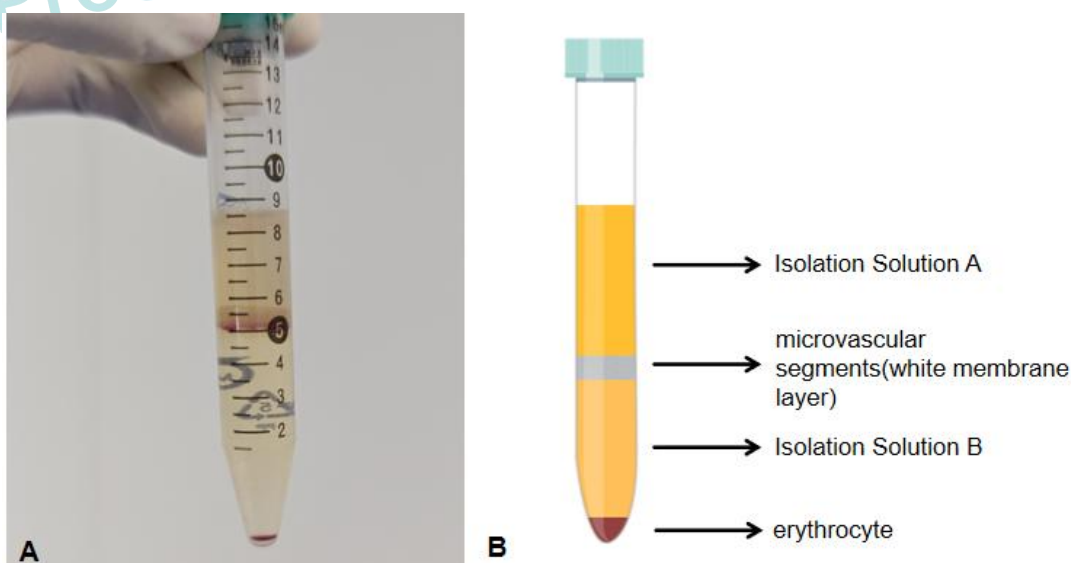 14
13
12
11
10
9
8
7
6
5
4
3
2
A
B
Isolation Solution A
microvascular
segments(white membrane
layer)
Isolation Solution B
erythrocyte